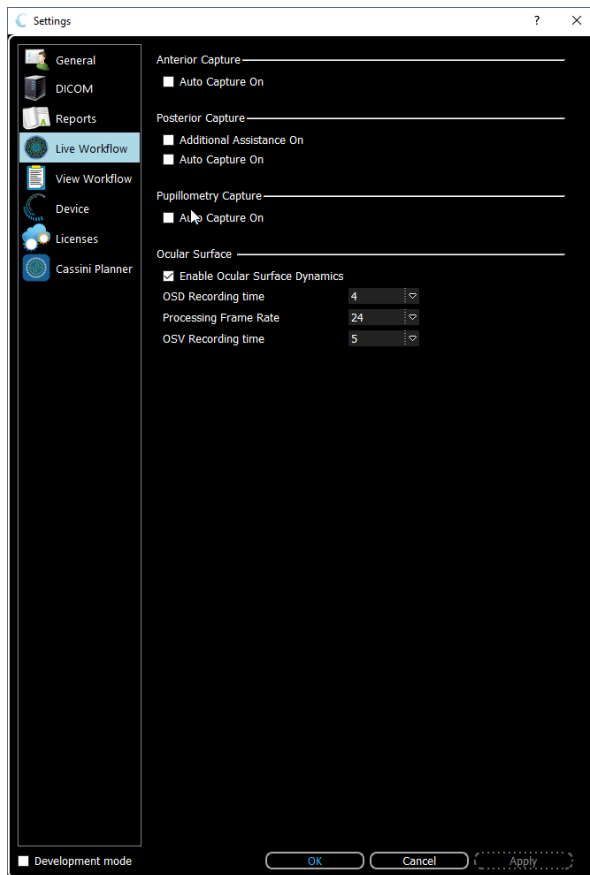 Settings
General
DICOM
Reports
Live Workflow
View Workflow
Device
Licenses
Cassini Planner
Anterior Capture
Auto Capture On
Posterior Capture
Additional Assistance On
Auto Capture On
Pupillometry Capture
Auto Capture On
Ocular Surface
Enable Ocular Surface Dynamics
OSD Recording time 4
Processing Frame Rate 24
OSV Recording time 5
Development mode
OK Cancel Apply